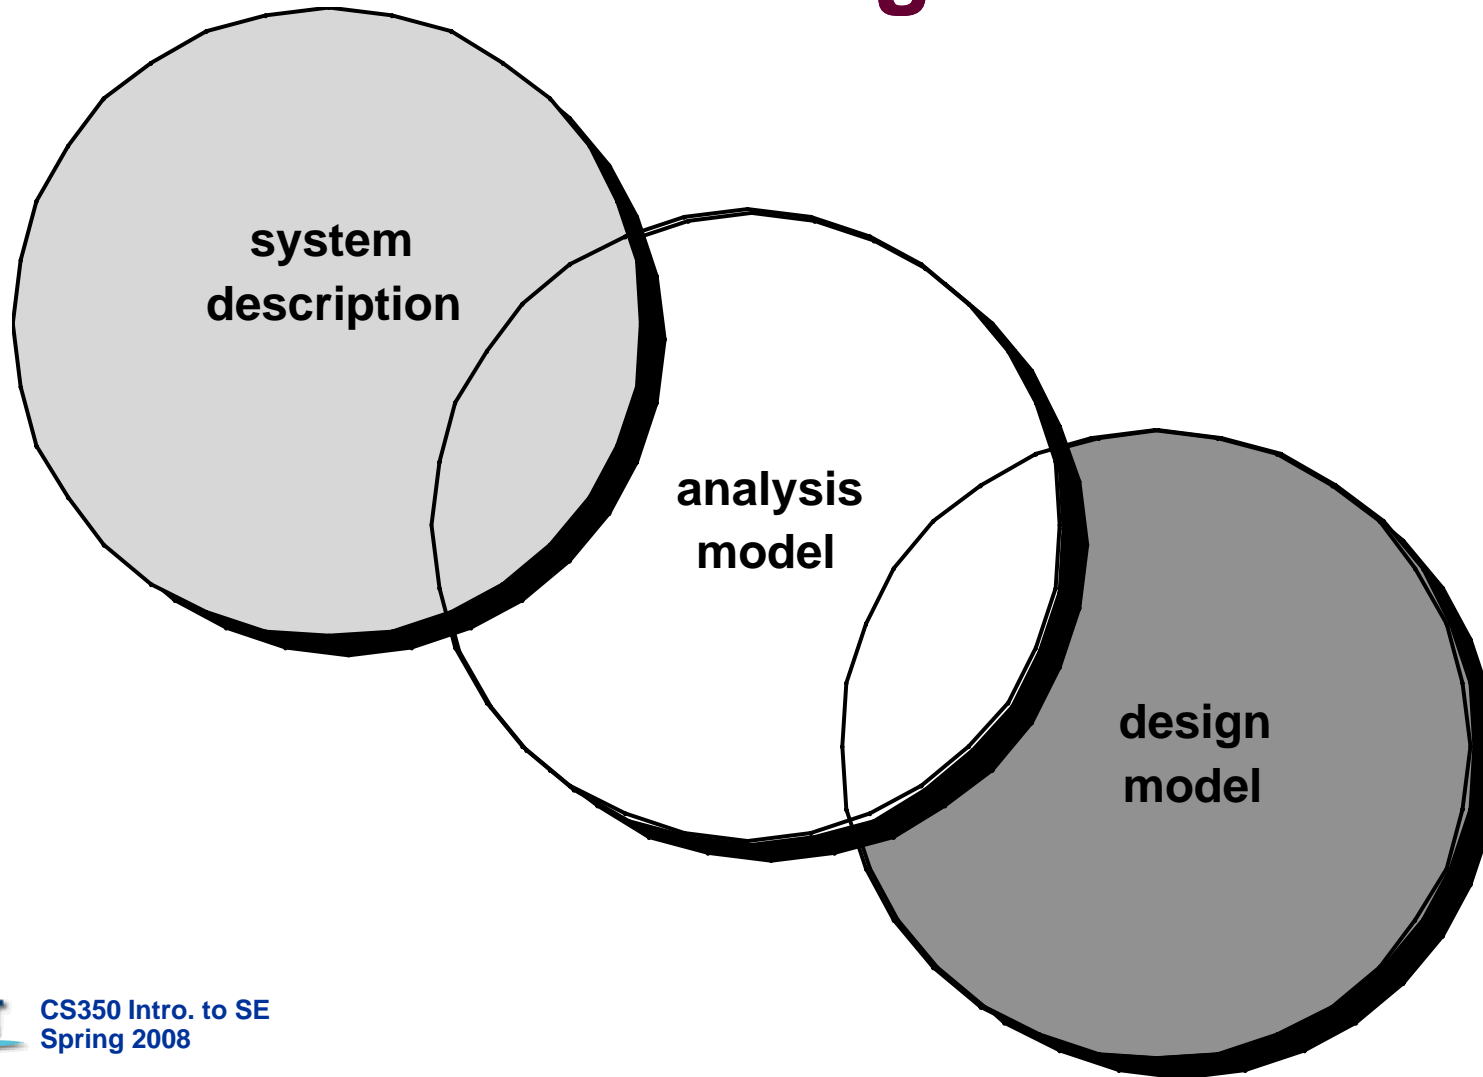 system
description
analysis
model
design
model
CS350 Intro. to SE
Spring 2008